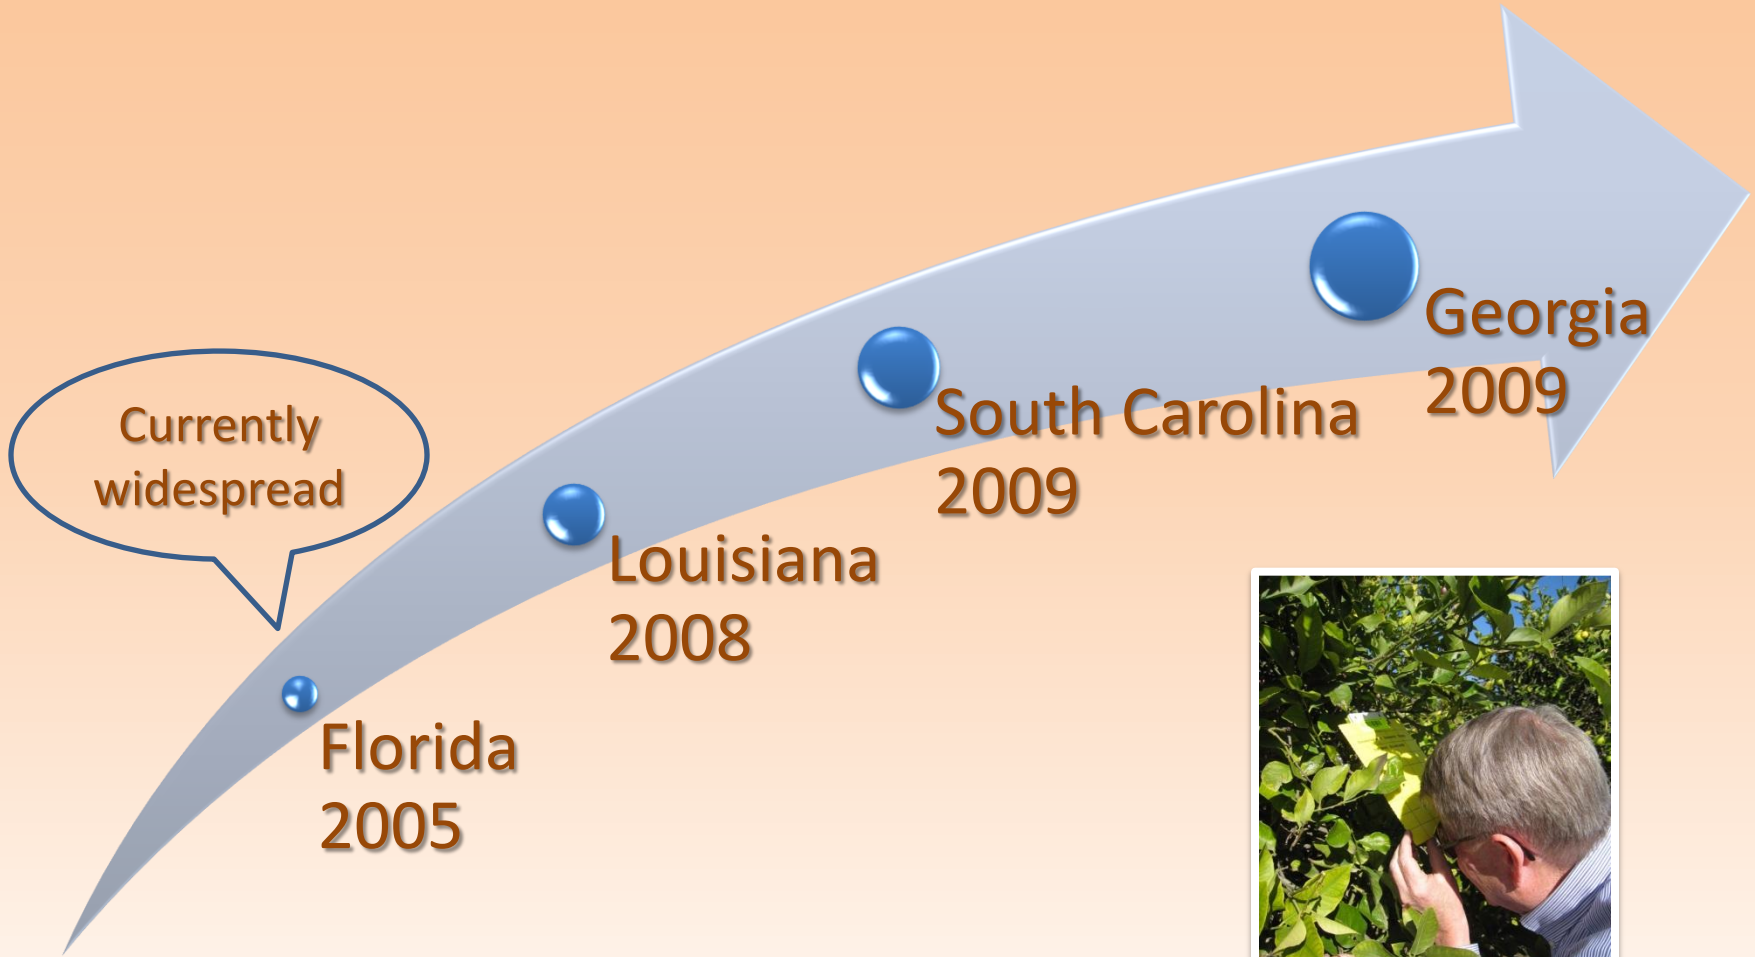 Currently
widespread
Florida
2005
Louisiana
2008
South Carolina
2009
Georgia
2009